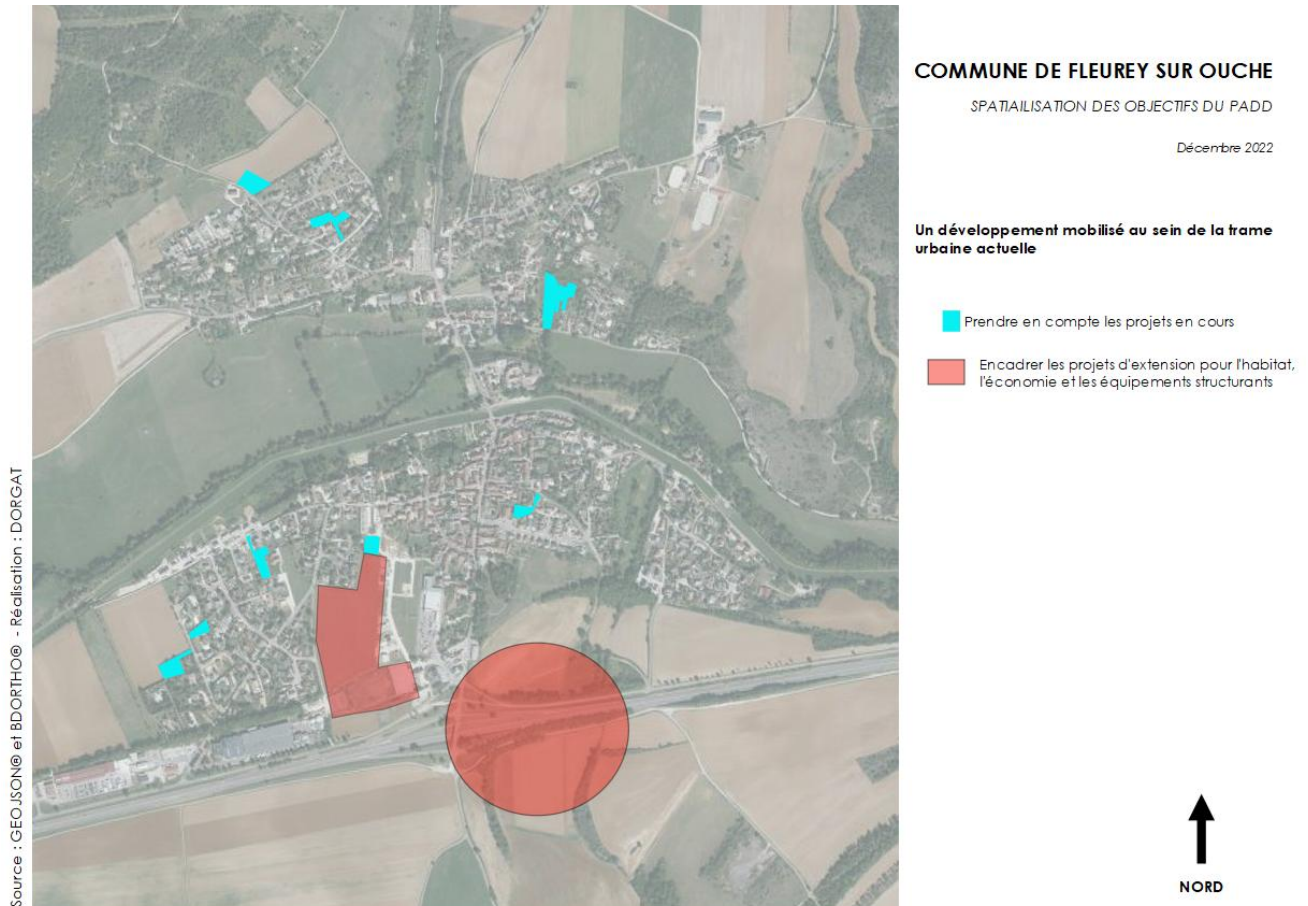 COMMUNE DE FLEUREY SUR OUCHE
SPATIAILISATION DES OBJECTIFS DU PADD
Décembre 2022
Un développement mobilisé au sein de la trame
urbaine actuelle
Prendre en compte les projets en cours
Encadrer les projets d'extension pour l'habitat,
l'économie et les équipements structurants
Source : GEOJSON® et BDORTHO® - Réalisation : DORGAT
NORD